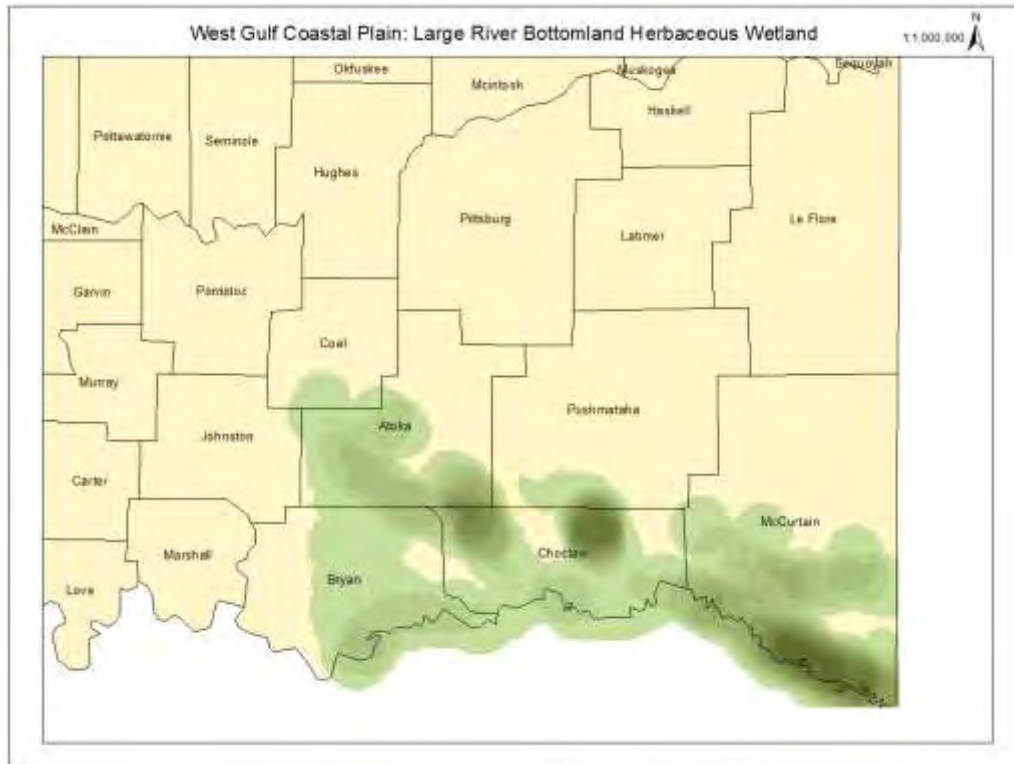 West Gulf Coastal Plain: Large River Bottomland Herbaceous Wetland
N
1:1,000,000
Okfuskee
McIntosh
Muskogee
Sequoyah
Pottawatomie
Seminole
Haskell
Hughes
McClain
Pittsburg
Latimer
Le Flore
Garvin
Pontotoc
Coal
Murray
Pushmataha
Atoka
Johnston
Carter
McCurtain
Marshall
Choctaw
Bryan
Love